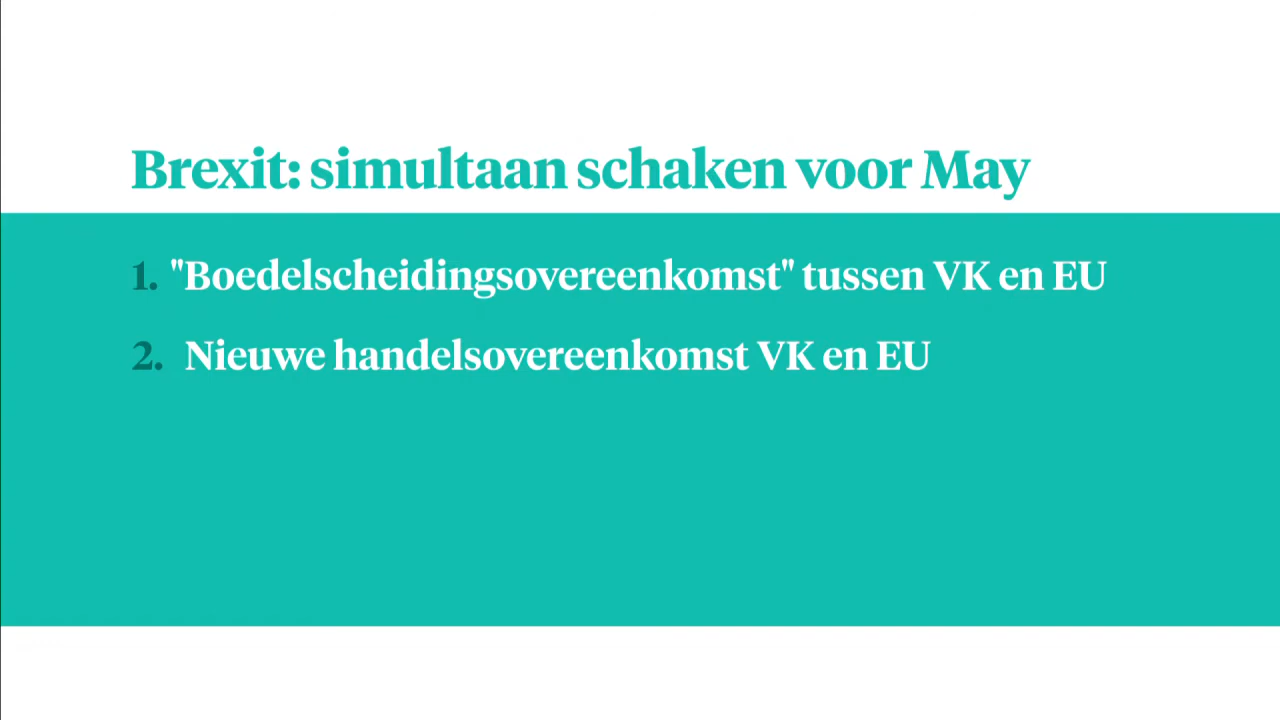 Brexit: simultaan schaken voor May
1. "Boedelscheidingsovereenkomst" tussen VK en EU
2. Nieuwe handelsovereenkomst VK en EU